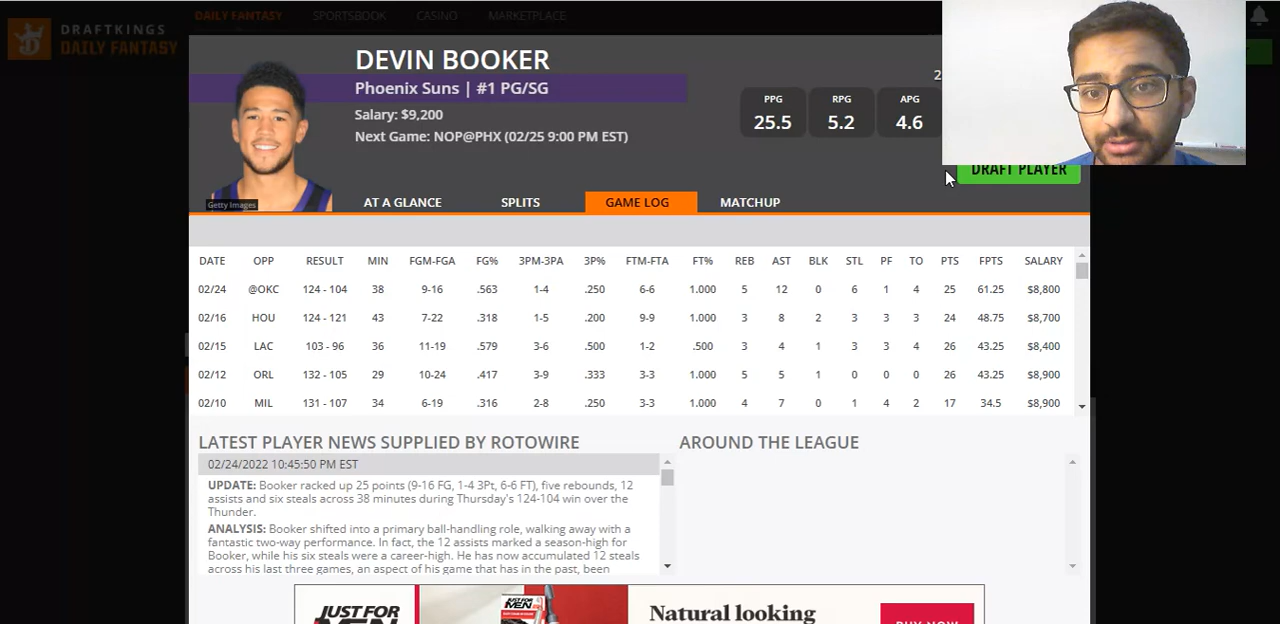 DRAFTKINGS
DAILY FANTASY
DAILY FANTASY
SPORTSBOOK
CASINO
MARKETPLACE
DEVIN BOOKER
Phoenix Suns | #1 PG/SG
Salary: $9,200
Next Game: NOP@PHX (02/25 9:00 PM EST)
2
PPG RPG APG
25.5 5.2 4.6
DRAFT PLAYER
Getty Images
AT A GLANCE SPLITS GAME LOG MATCHUP
DATE OPP RESULT MIN FGM-FGA FG% 3PM-3PA 3P% FTM-FTA FT% REB AST BLK STL PF TO PTS FPTS SALARY
02/24 @OKC 124 - 104 38 9-16 .563 1-4 .250 6-6 1.000 5 12 0 6 1 4 25 61.25 $8,800
02/16 HOU 124 - 121 43 7-22 .318 1-5 .200 9-9 1.000 3 8 2 3 3 3 24 48.75 $8,700
02/15 LAC 103 - 96 36 11-19 .579 3-6 .500 1-2 .500 3 4 1 3 3 4 26 43.25 $8,400
02/12 ORL 132 - 105 29 10-24 .417 3-9 .333 3-3 1.000 5 5 1 0 0 0 26 43.25 $8,900
02/10 MIL 131 - 107 34 6-19 .316 2-8 .250 3-3 1.000 4 7 0 1 4 2 17 34.5 $8,900
LATEST PLAYER NEWS SUPPLIED BY ROTOWIRE
AROUND THE LEAGUE
02/24/2022 10:45:50 PM EST
UPDATE: Booker racked up 25 points (9-16 FG, 1-4 3Pt, 6-6 FT), five rebounds, 12
assists and six steals across 38 minutes during Thursday's 124-104 win over the
Thunder.
ANALYSIS: Booker shifted into a primary ball-handling role, walking away with a
fantastic two-way performance. In fact, the 12 assists marked a season-high for
Booker, while his six steals were a career-high. He has now accumulated 12 steals
across his last three games, an aspect of his game that has in the past, been
JUST FOR
MEN
JUST FOR
MEN
Natural looking
BUY NOW